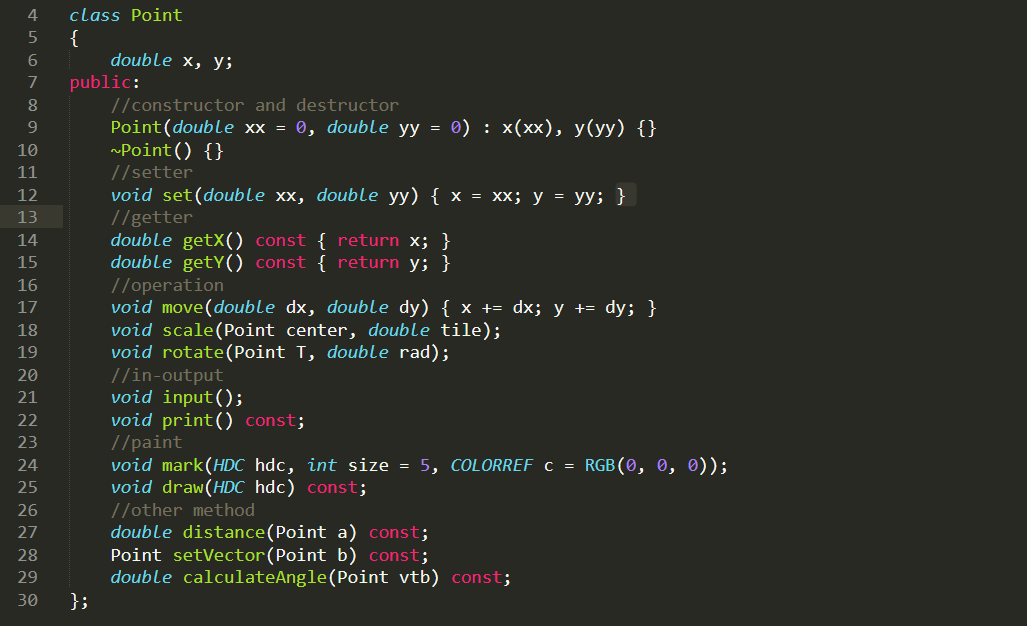 4 class Point
5 {
6     double x, y;
7 public:
8     //constructor and destructor
9     Point(double xx = 0, double yy = 0) : x(xx), y(yy) {}
10     ~Point() {}
11     //setter
12     void set(double xx, double yy) { x = xx; y = yy; }
13     //getter
14     double getX() const { return x; }
15     double getY() const { return y; }
16     //operation
17     void move(double dx, double dy) { x += dx; y += dy; }
18     void scale(Point center, double tile);
19     void rotate(Point T, double rad);
20     //in-output
21     void input();
22     void print() const;
23     //paint
24     void mark(HDC hdc, int size = 5, COLORREF c = RGB(0, 0, 0));
25     void draw(HDC hdc) const;
26     //other method
27     double distance(Point a) const;
28     Point setVector(Point b) const;
29     double calculateAngle(Point vtb) const;
30 };